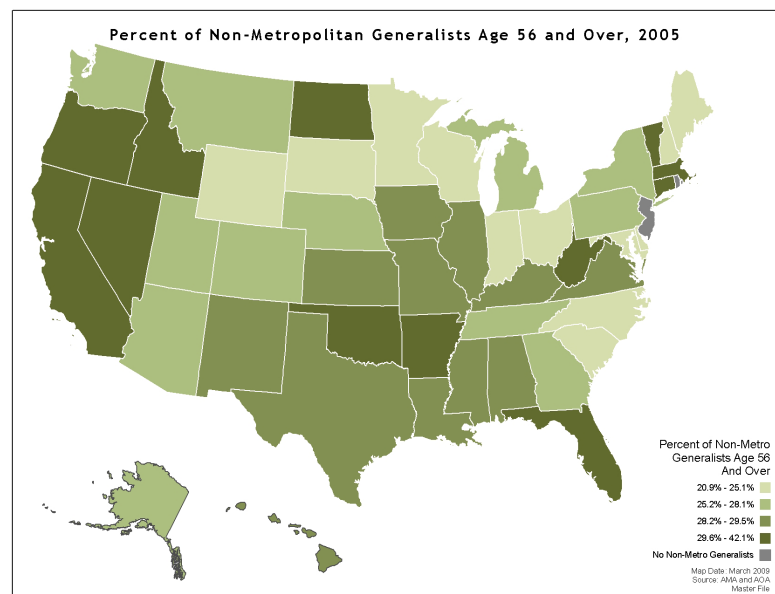 Percent of Non-Metropolitan Generalists Age 56 and Over, 2005
Percent of Non-Metro
Generalists Age 56
And Over
20.9% - 25.1%
25.2% - 28.1%
28.2% - 29.5%
29.6% - 42.1%
No Non-Metro Generalists
Map Date: March 2009
Source: AMA and AOA
Master File